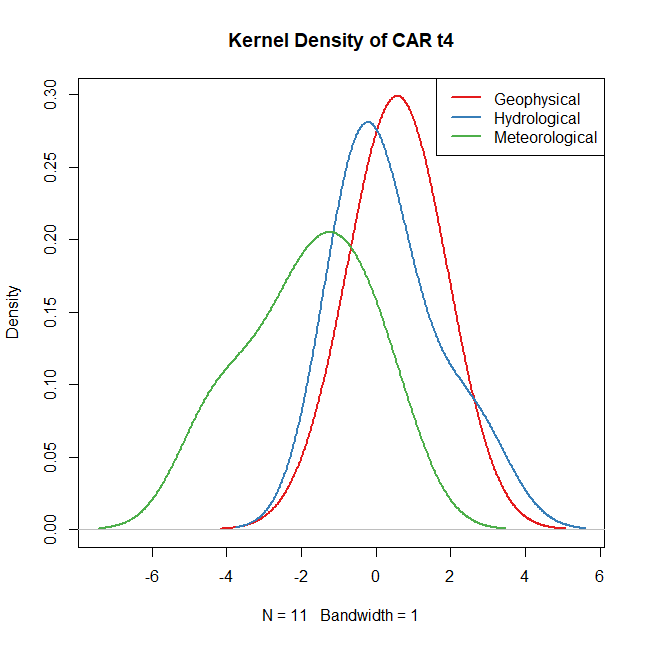 Kernel Density of CAR t4
Geophysical
Hydrological
Meteorological
Density
0.30
0.25
0.20
0.15
0.10
0.05
0.00
-6 -4 -2 0 2 4 6
N = 11 Bandwidth = 1